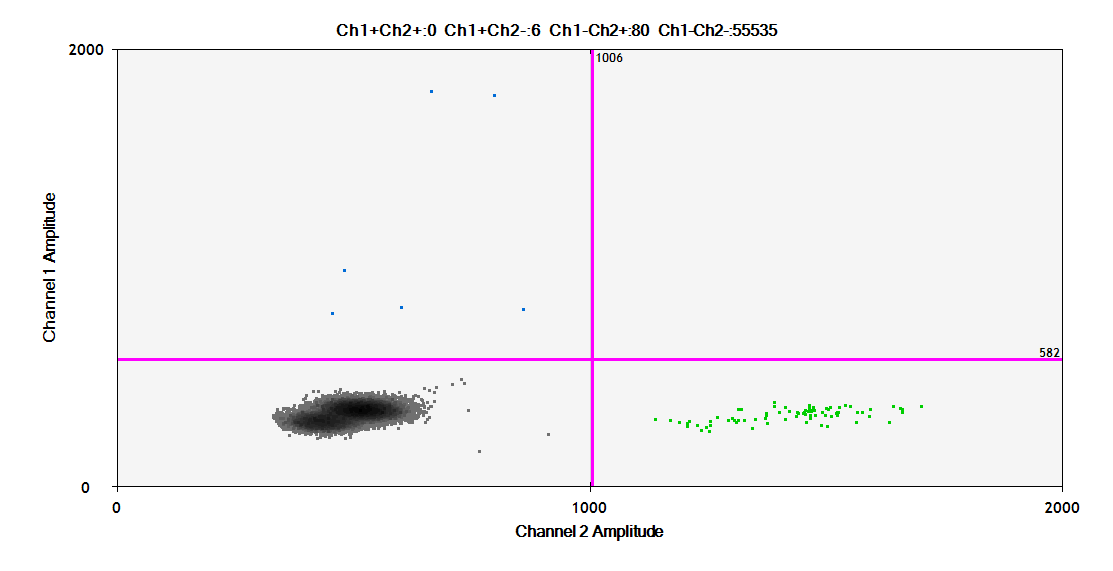 Ch1+Ch2+:0 Ch1+Ch2-:6 Ch1-Ch2+:80 Ch1-Ch2-:55535
2000
1006
Channel 1 Amplitude
582
0
0 1000 2000
Channel 2 Amplitude